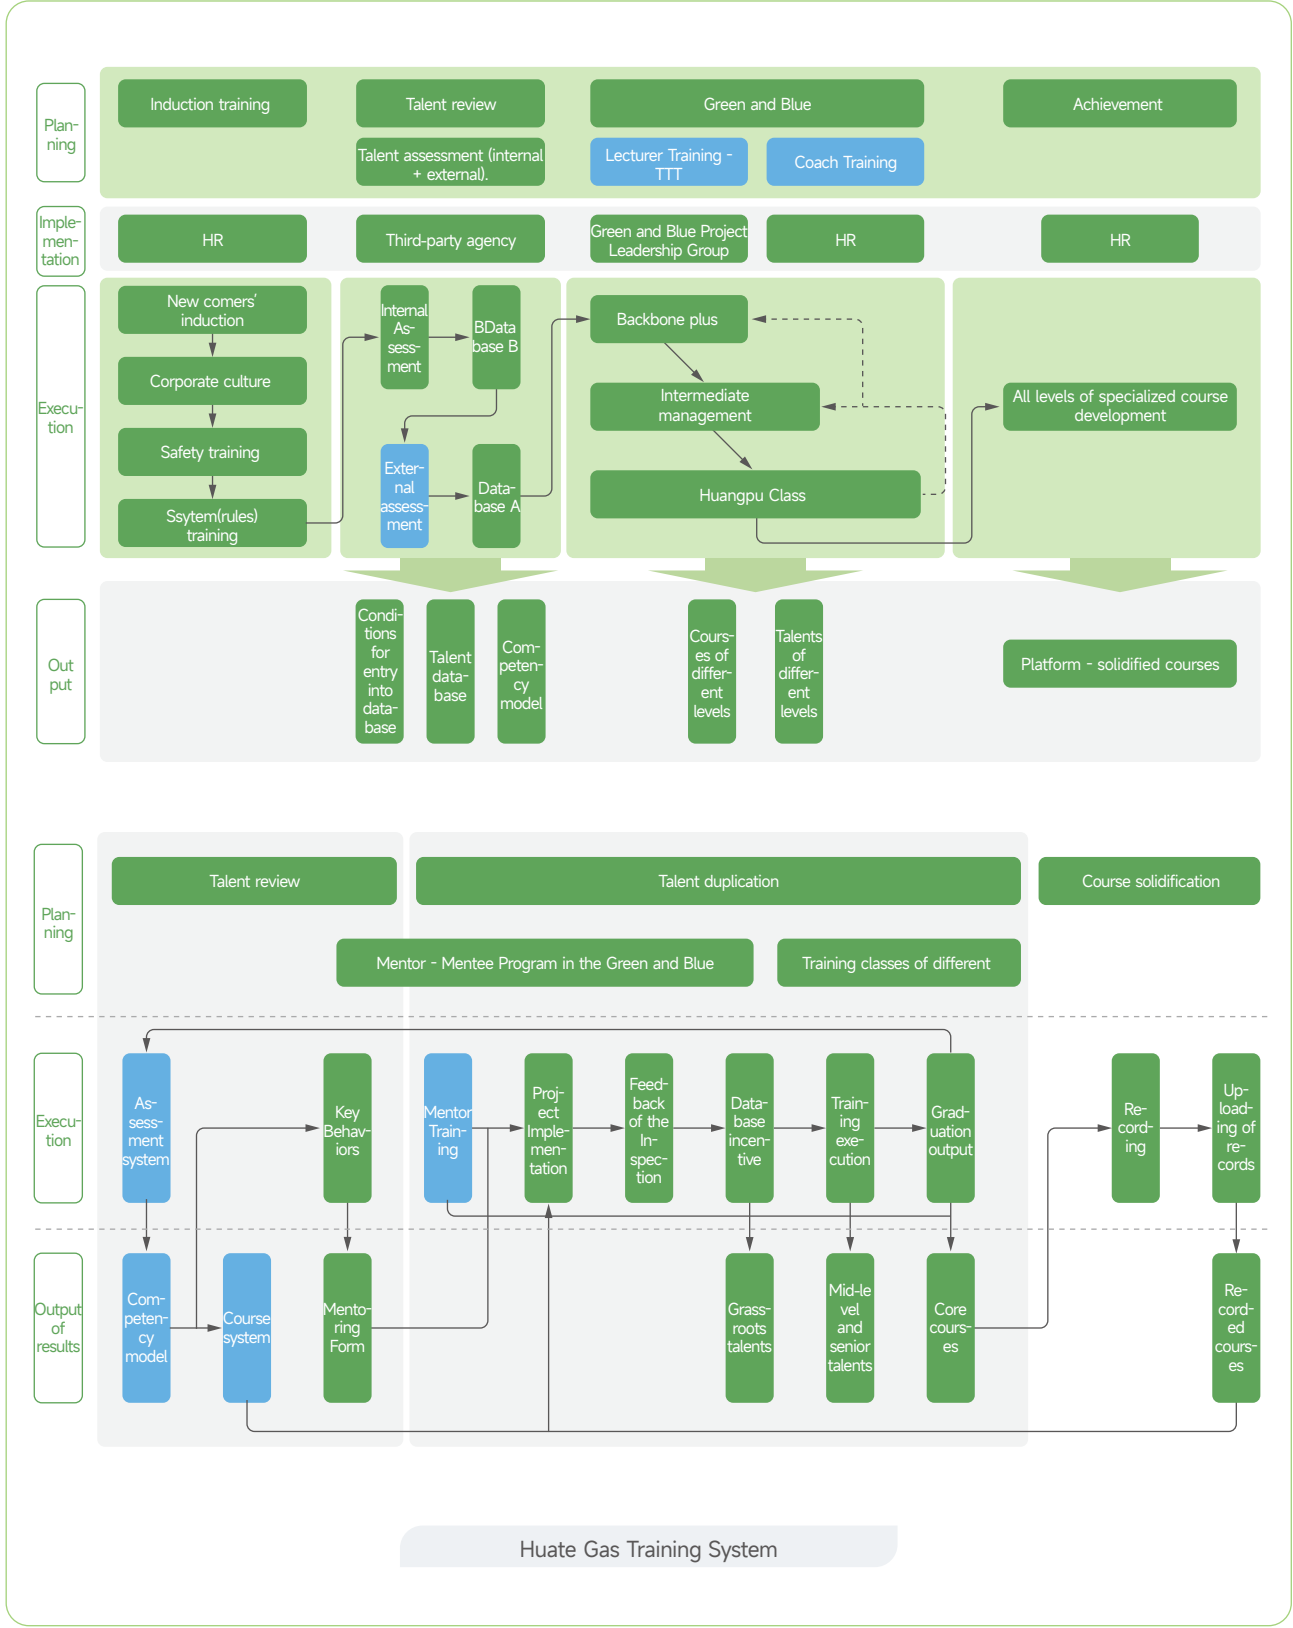 Plan-
ning
Induction training
Talent review
Green and Blue
Achievement
Talent assessment (internal
+ external).
Lecturer Training -
TTT
Coach Training
Imple-
men-
tation
HR
Third-party agency
Green and Blue Project
Leadership Group
HR
HR
Execu-
tion
New comers'
induction
Corporate culture
Safety training
Ssytem(rules)
training
Internal
As-
sess-
ment
BData
base B
Exter-
nal
assess-
ment
Data-
base A
Backbone plus
Intermediate
management
Huangpu Class
All levels of specialized course
development
Out
put
Condi-
tions
for
entry
into
data-
base
Talent
data-
base
Com-
peten-
cy
model
Cours-
es of
differ-
ent
levels
Talents
of
differ-
ent
levels
Platform - solidified courses
Plan-
ning
Talent review
Talent duplication
Course solidification
Mentor - Mentee Program in the Green and Blue
Training classes of different
Execu-
tion
As-
sess-
ment
system
Key
Behav-
iors
Mentor
Train-
ing
Proj-
ect
Imple-
men-
tation
Feed-
back
of the
In-
spec-
tion
Data-
base
incen-
tive
Train-
ing
exe-
cution
Grad-
uation
output
Re-
cord-
ing
Up-
load-
ing of
re-
cords
Output
of
results
Com-
peten-
cy
model
Course
system
Mento-
ring
Form
Grass-
roots
talents
Mid-le
vel
and
senior
talents
Core
cours-
es
Re-
cord-
ed
cours-
es
Huate Gas Training System